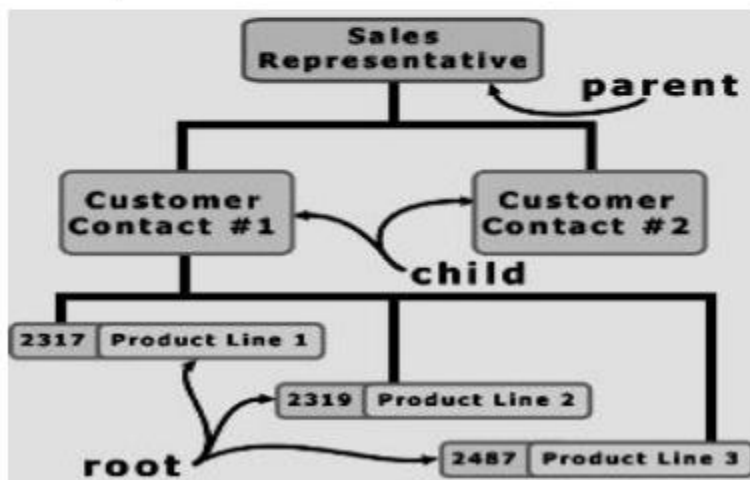 Sales
Representative
parent
Customer
Contact #1
Customer
Contact #2
child
2317 Product Line 1
2319 Product Line 2
root
2487 Product Line 3